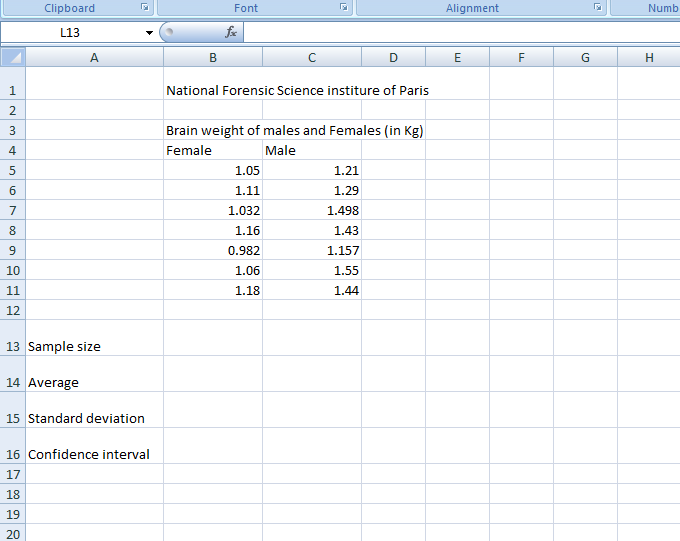 Clipboard Font Alignment Numb
L13 fx
A B C D E F G H
1 National Forensic Science institure of Paris
2
3 Brain weight of males and Females (in Kg)
4 Female Male
5 1.05 1.21
6 1.11 1.29
7 1.032 1.498
8 1.16 1.43
9 0.982 1.157
10 1.06 1.55
11 1.18 1.44
12
13 Sample size
14 Average
15 Standard deviation
16 Confidence interval
17
18
19
20